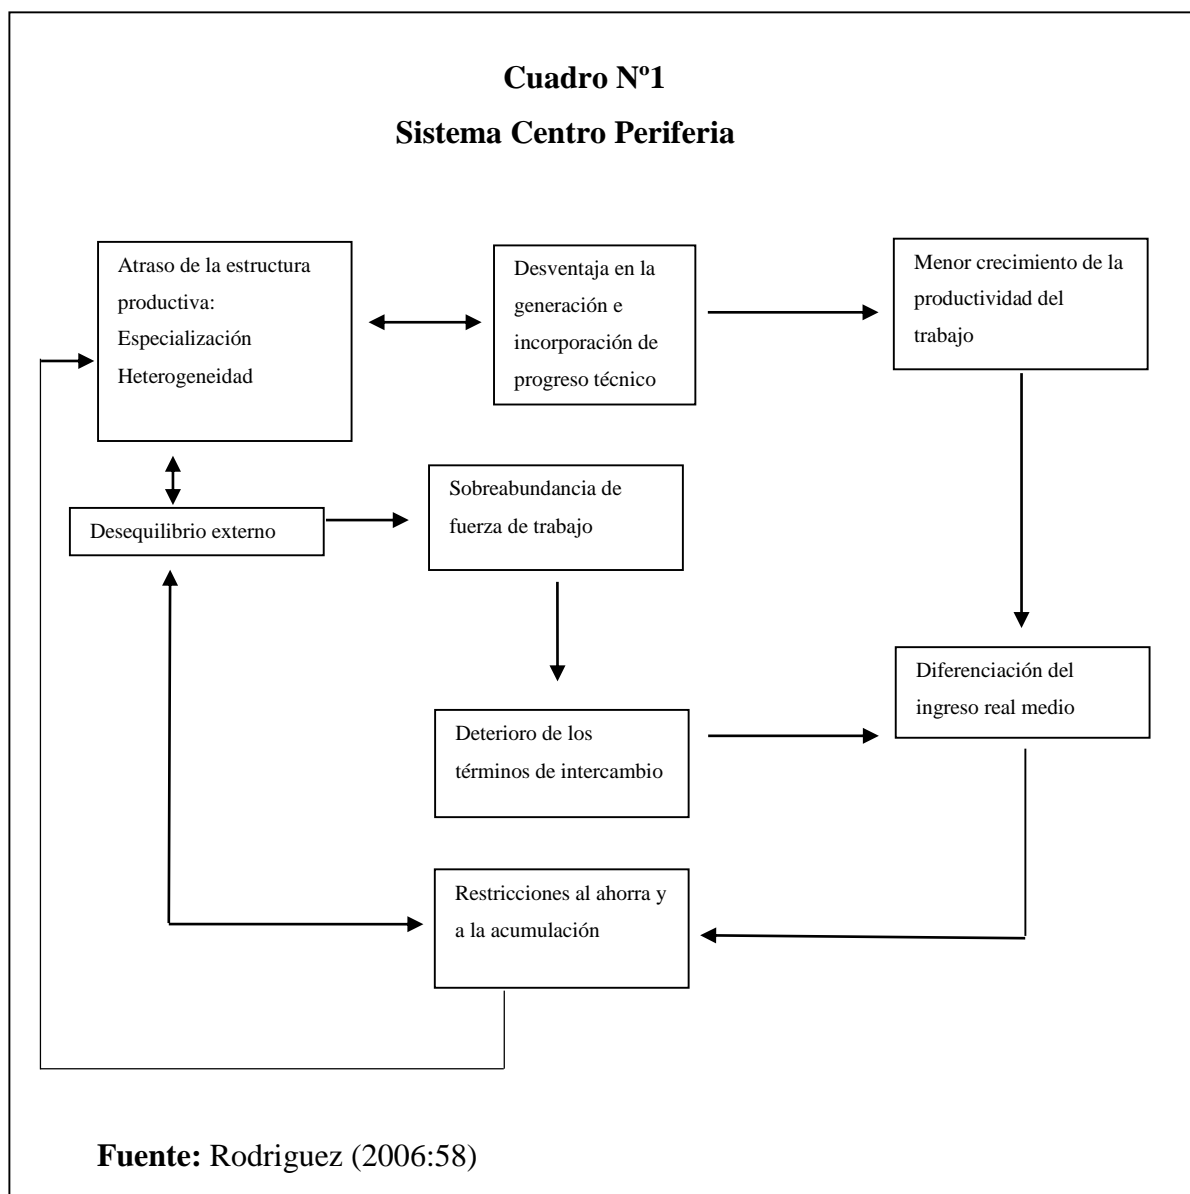 Cuadro Nº1
Sistema Centro Periferia
Atraso de la estructura
productiva:
Especialización
Heterogeneidad
Desventaja en la
generación e
incorporación de
progreso técnico
Menor crecimiento de la
productividad del
trabajo
Desequilibrio externo
Sobreabundancia de
fuerza de trabajo
Diferenciación del
ingreso real medio
Deterioro de los
términos de intercambio
Restricciones al ahorra y
a la acumulación
Fuente: Rodriguez (2006:58)